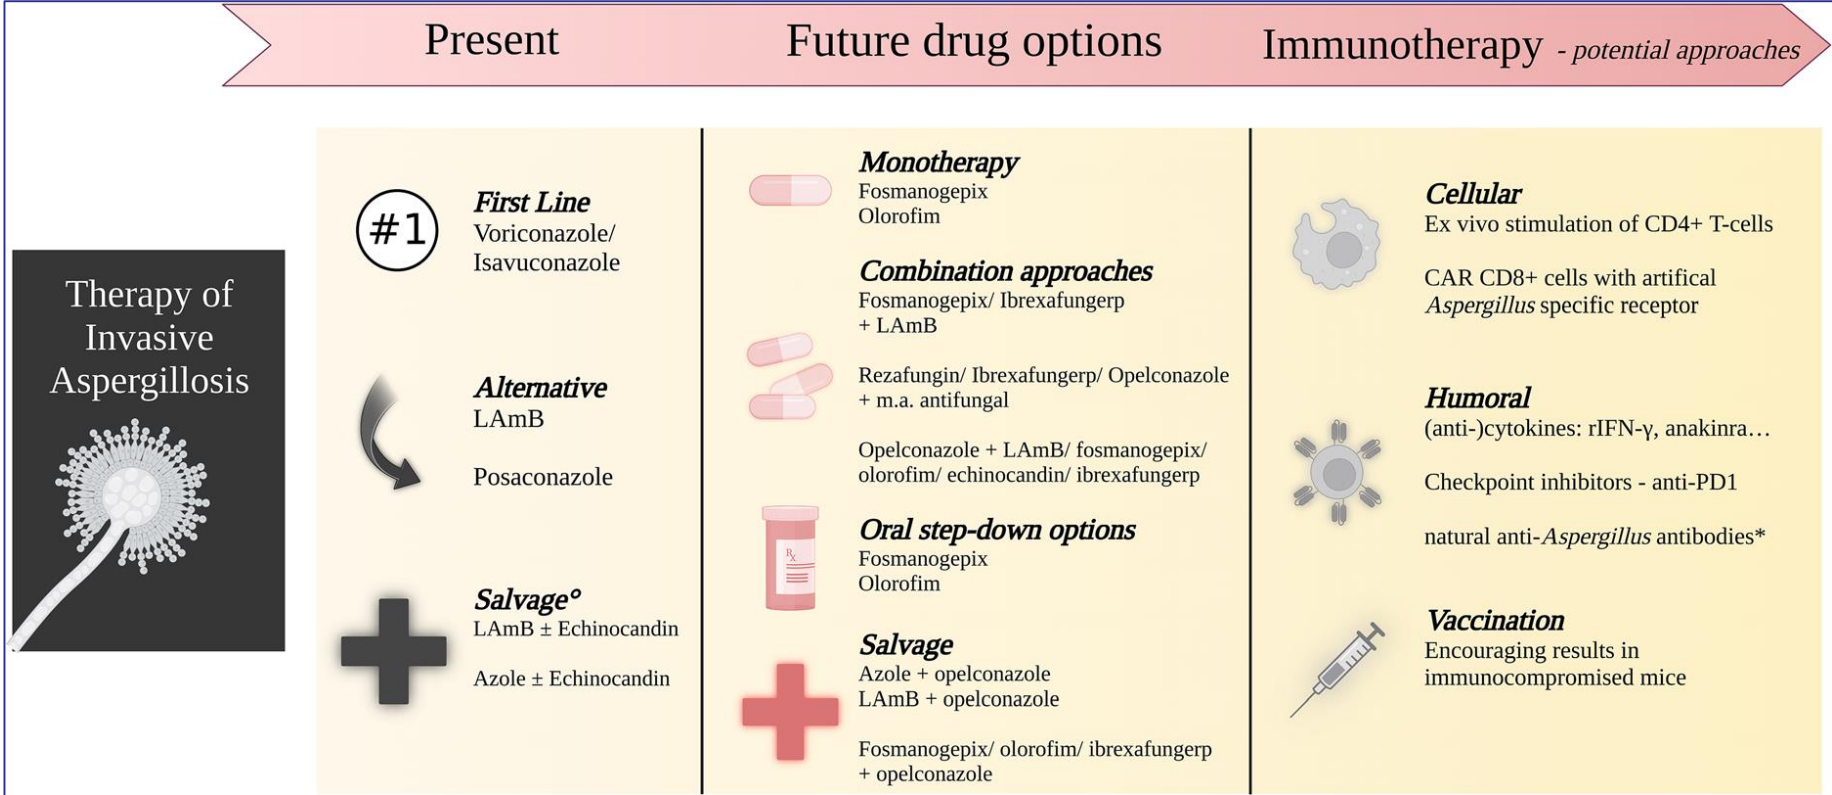 Present
Future drug options
Immunotherapy - potential approaches
Therapy of
Invasive
Aspergillosis
#1
First Line
Voriconazole/
Isavuconazole
Alternative
LAmB
Posaconazole
Salvage°
LAmB ± Echinocandin
Azole ± Echinocandin
Monotherapy
Fosmanogepix
Olorofim
Combination approaches
Fosmanogepix/ Ibrexafungerp
+ LAmB
Rezafungin/ Ibrexafungerp/ Opelconazole
+ m.a. antifungal
Opelconazole + LAmB/ fosmanogepix/
olorofim/ echinocandin/ ibrexafungerp
Rx
Oral step-down options
Fosmanogepix
Olorofim
Salvage
Azole + opelconazole
LAmB + opelconazole
Fosmanogepix/ olorofim/ ibrexafungerp
+ opelconazole
Cellular
Ex vivo stimulation of CD4+ T-cells
CAR CD8+ cells with artifical
Aspergillus specific receptor
Humoral
(anti-)cytokines: rIFN-γ, anakinra…
Checkpoint inhibitors - anti-PD1
natural anti-Aspergillus antibodies*
Vaccination
Encouraging results in
immunocompromised mice